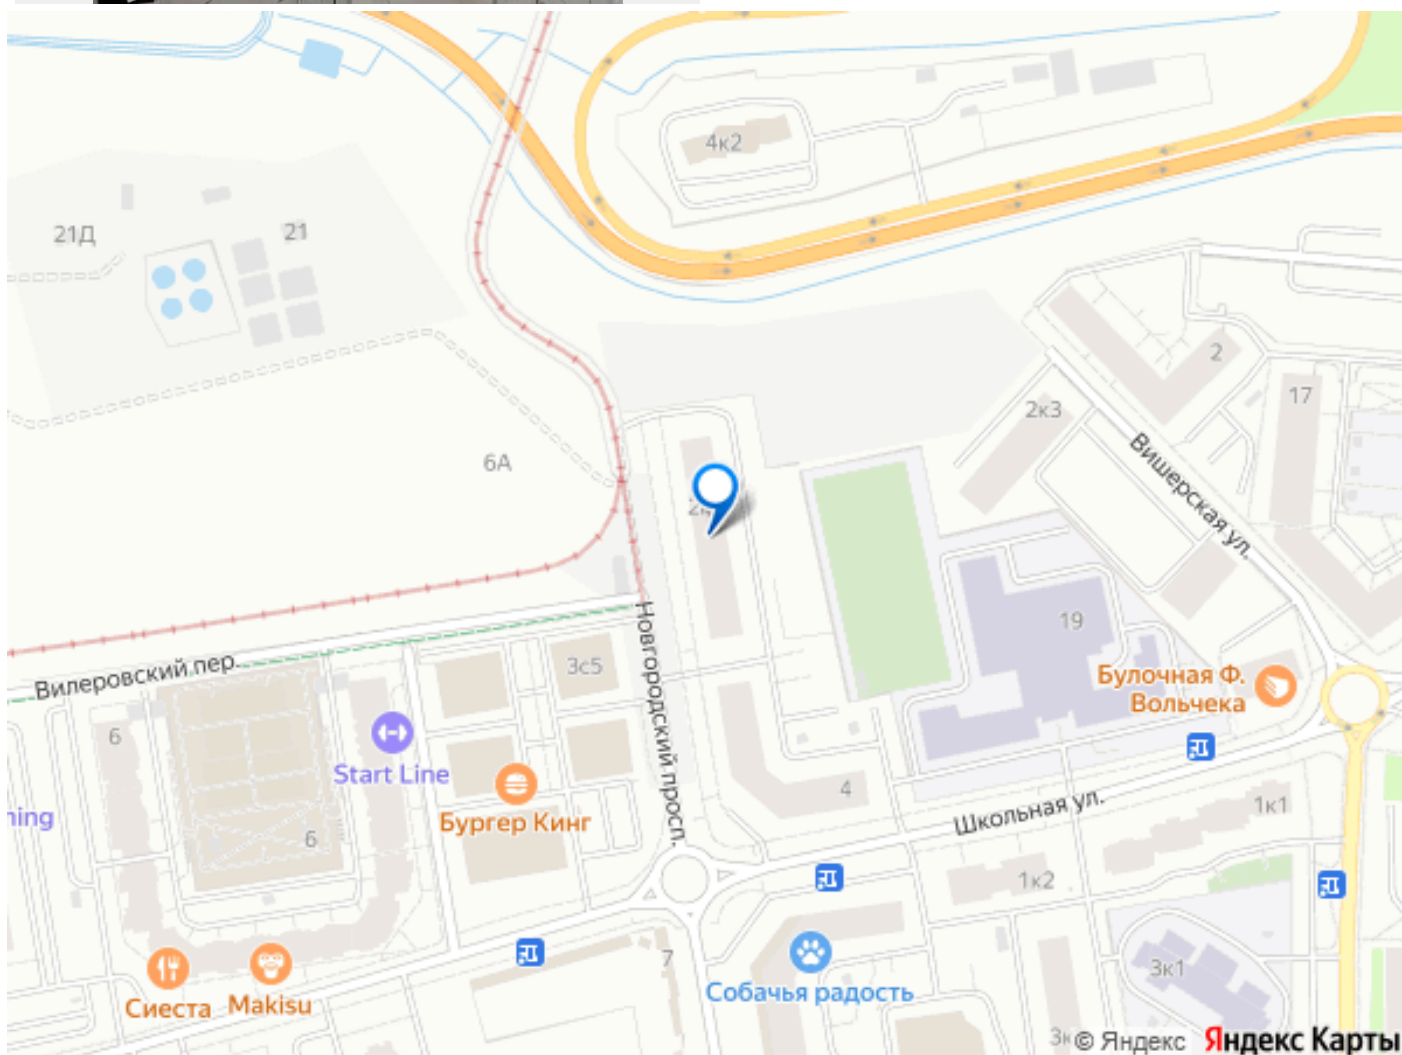 4к2
21Д
21
2
17
2к3
6А
Вишерская ул.
19
3с5
Новгородский просп.
Вилеровский пер.
Булочная Ф.
Вольчека
6
Start Line
4
Бургер Кинг
6
Школьная ул.
1к1
1к2
7
3к1
Собачья радость
Сиеста
Makisu
© Яндекс
Яндекс Карты